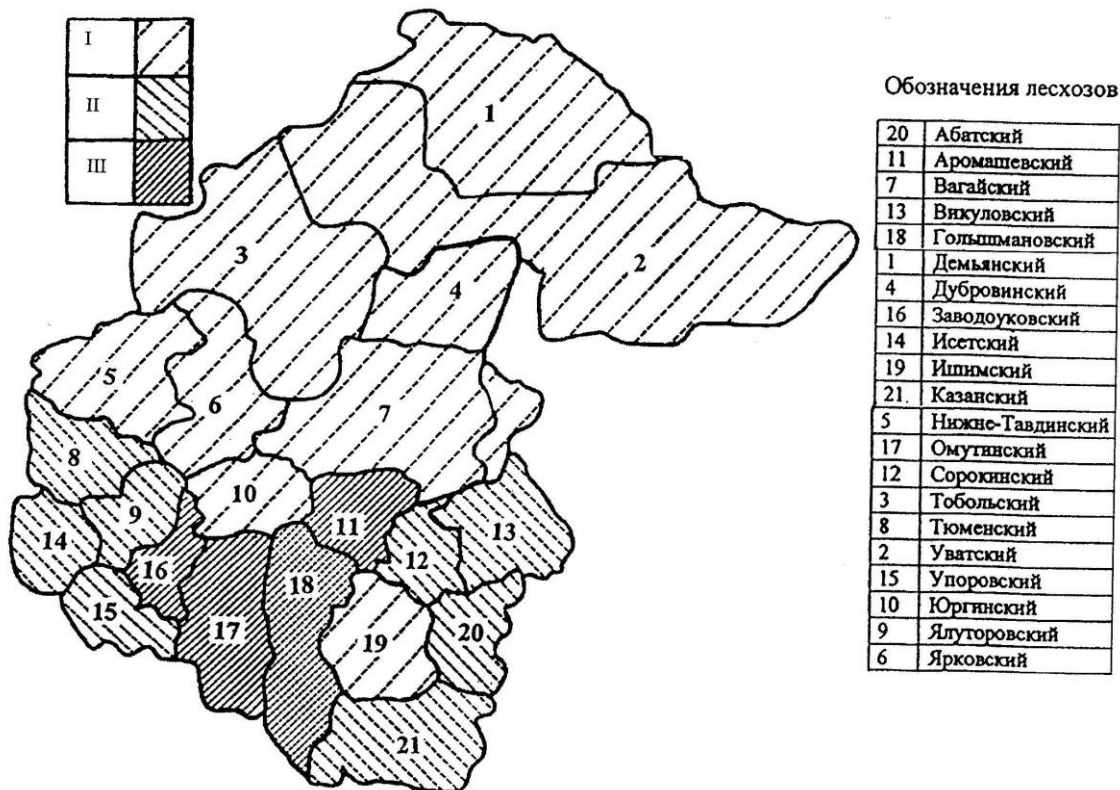 I
II
III
1
2
3
4
5
6
7
8
9
10
11
12
13
14
15
16
17
18
19
20
21
Обозначения лесхозов
20 Абатский
11 Аромашевский
7 Вагайский
13 Викуловский
18 Голышмановский
1 Демьянский
4 Дубровинский
16 Заводоуковский
14 Исетский
19 Ишимский
21. Казанский
5 Нижне-Тавдинский
17 Омутинский
12 Сорокинский
3 Тобольский
8 Тюменский
2 Уватский
15 Упоровский
10 Юргинский
9 Ялуторовский
6 Ярковский